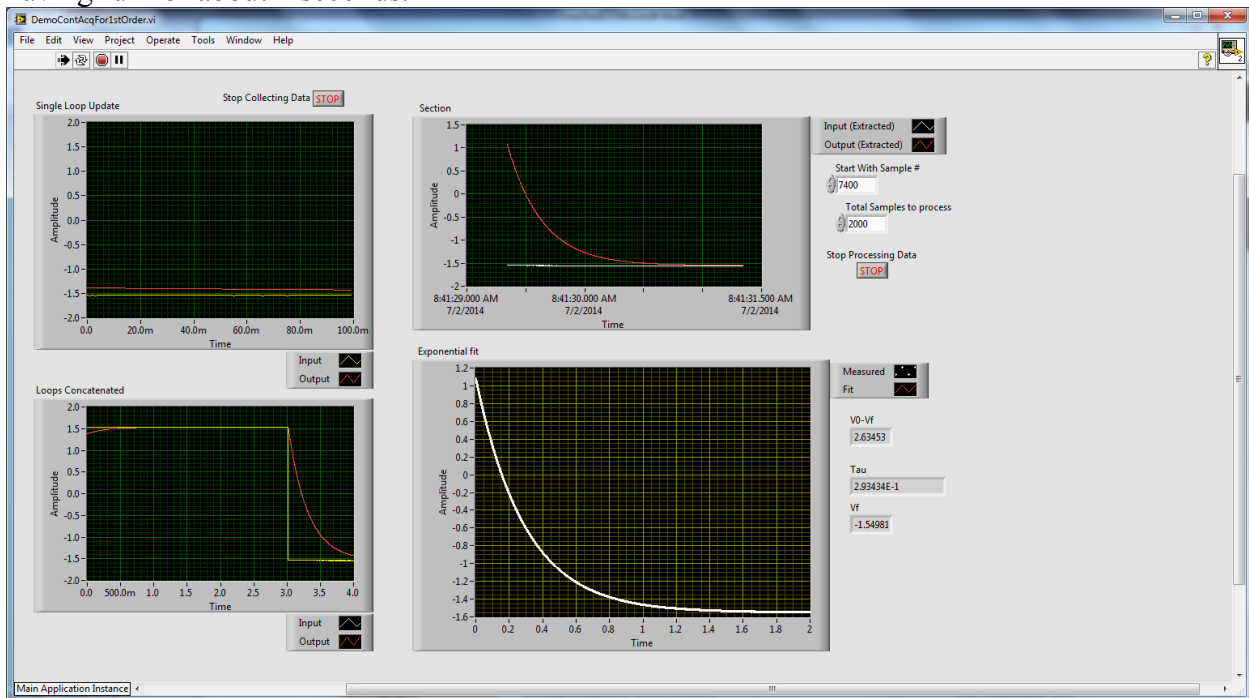 DemoContAcqFor1stOrder.vi
File Edit View Project Operate Tools Window Help
2
Single Loop Update
Stop Collecting Data STOP
2.0
1.5
1.0
0.5
0.0
-0.5
-1.0
-1.5
-2.0
Amplitude
0.0 20.0m 40.0m 60.0m 80.0m 100.0m
Time
Input
Output
Loops Concatenated
2.0
1.5
1.0
0.5
0.0
-0.5
-1.0
-1.5
-2.0
Amplitude
0.0 500.0m 1.0 1.5 2.0 2.5 3.0 3.5 4.0
Time
Input
Output
Section
1.5
1
0.5
0
-0.5
-1
-1.5
-2
Amplitude
8:41:29.000 AM 8:41:30.000 AM 8:41:31.500 AM
7/2/2014 7/2/2014 7/2/2014
Time
Input (Extracted)
Output (Extracted)
Start With Sample #
7400
Total Samples to process
2000
Stop Processing Data
STOP
Exponential fit
1.2
1
0.8
0.6
0.4
0.2
0
-0.2
-0.4
-0.6
-0.8
-1
-1.2
-1.4
-1.6
Amplitude
0 0.2 0.4 0.6 0.8 1 1.2 1.4 1.6 1.8 2
Time
Measured
Fit
V0-Vf
2.63453
Tau
2.93434E-1
Vf
-1.54981
Main Application Instance